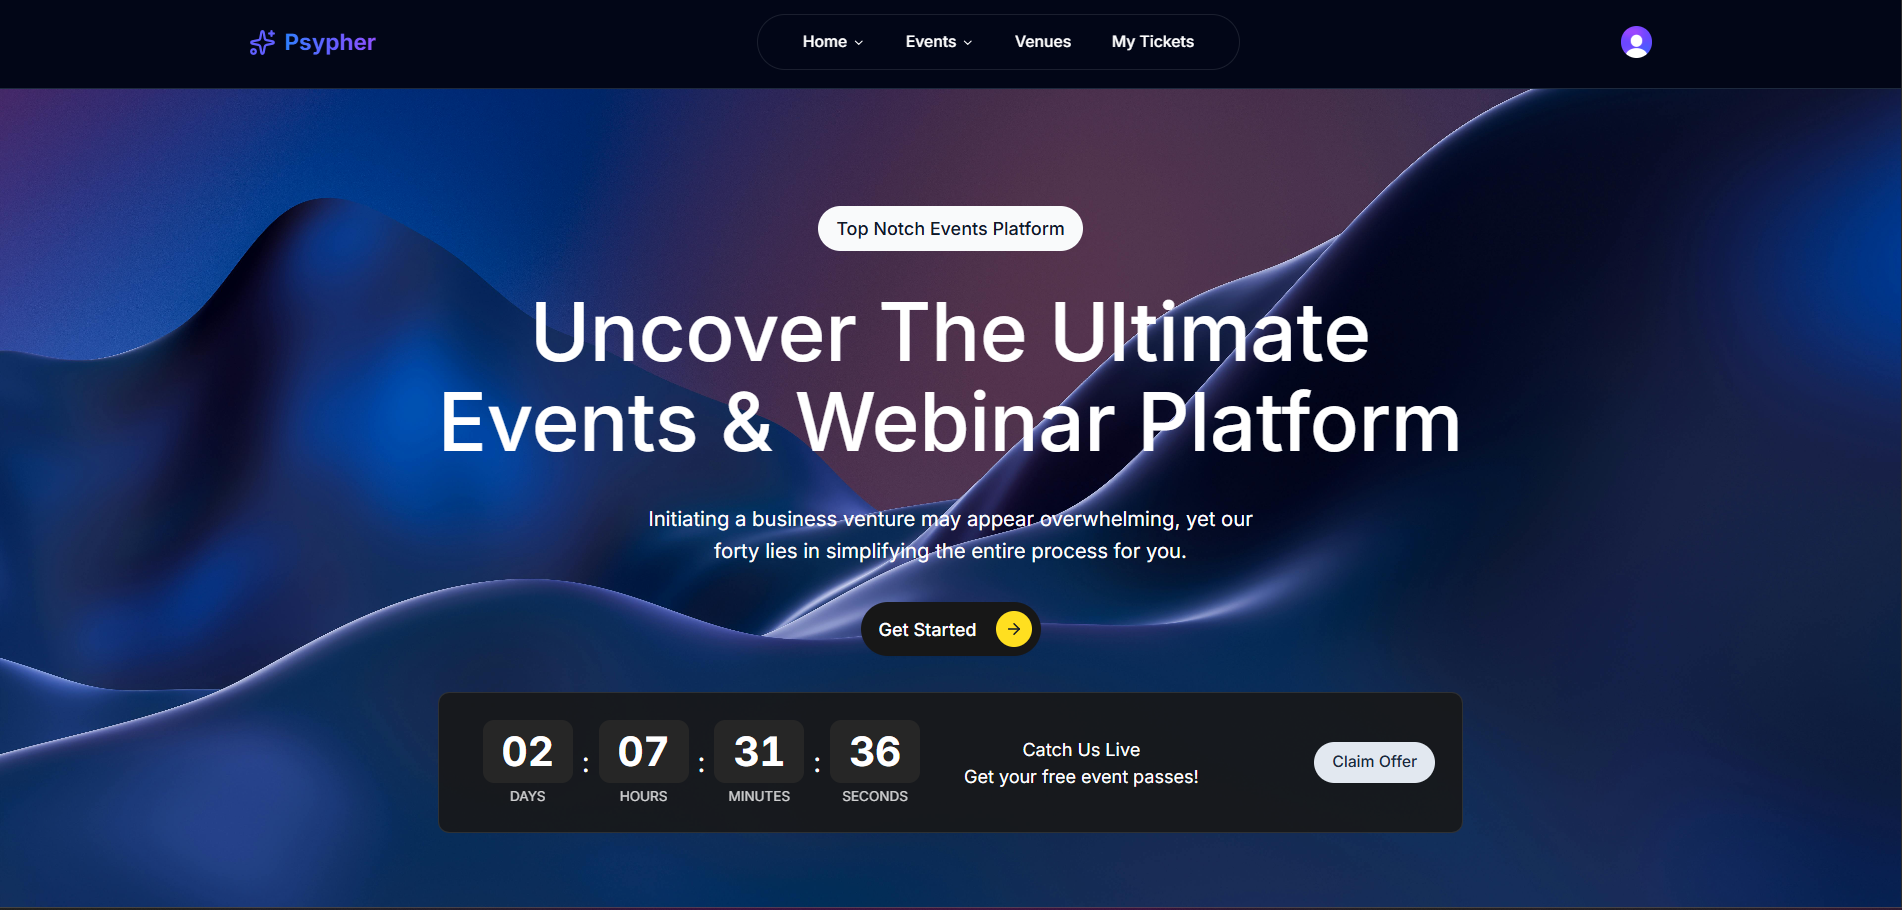 Psypher
Home
Events
Venues
My Tickets
Top Notch Events Platform
Uncover The Ultimate
Events & Webinar Platform
Initiating a business venture may appear overwhelming, yet our
forty lies in simplifying the entire process for you.
Get Started
02 : 07 : 31 : 36
DAYS HOURS MINUTES SECONDS
Catch Us Live
Get your free event passes!
Claim Offer